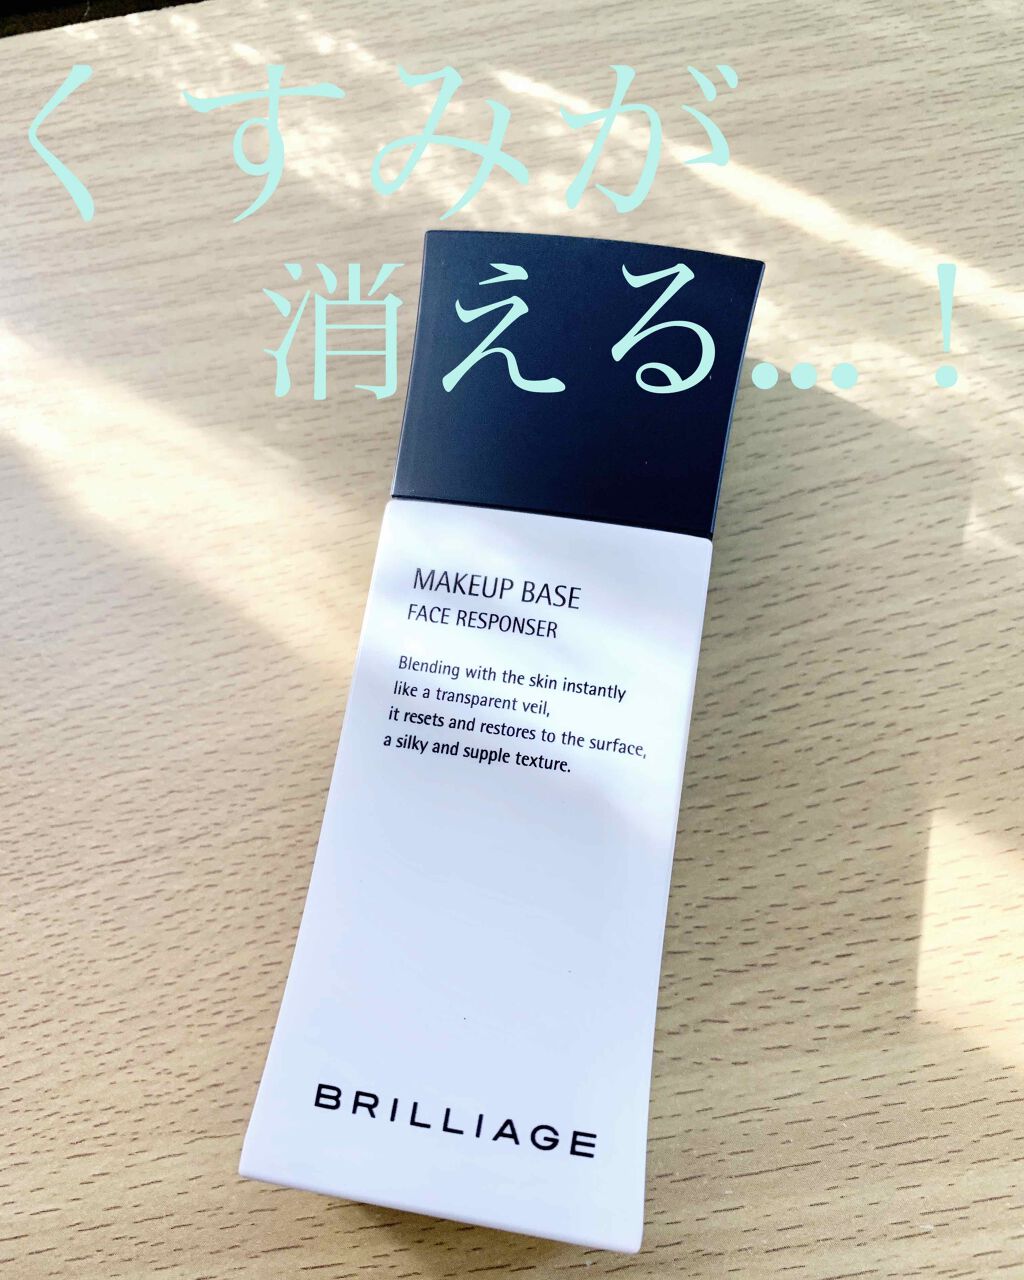 くすみが
消える...！
MAKEUP BASE
FACE RESPONSER
Blending with the skin instantly
like a transparent veil,
it resets and restores to the surface,
a silky and supple texture.
BRILLIAGE